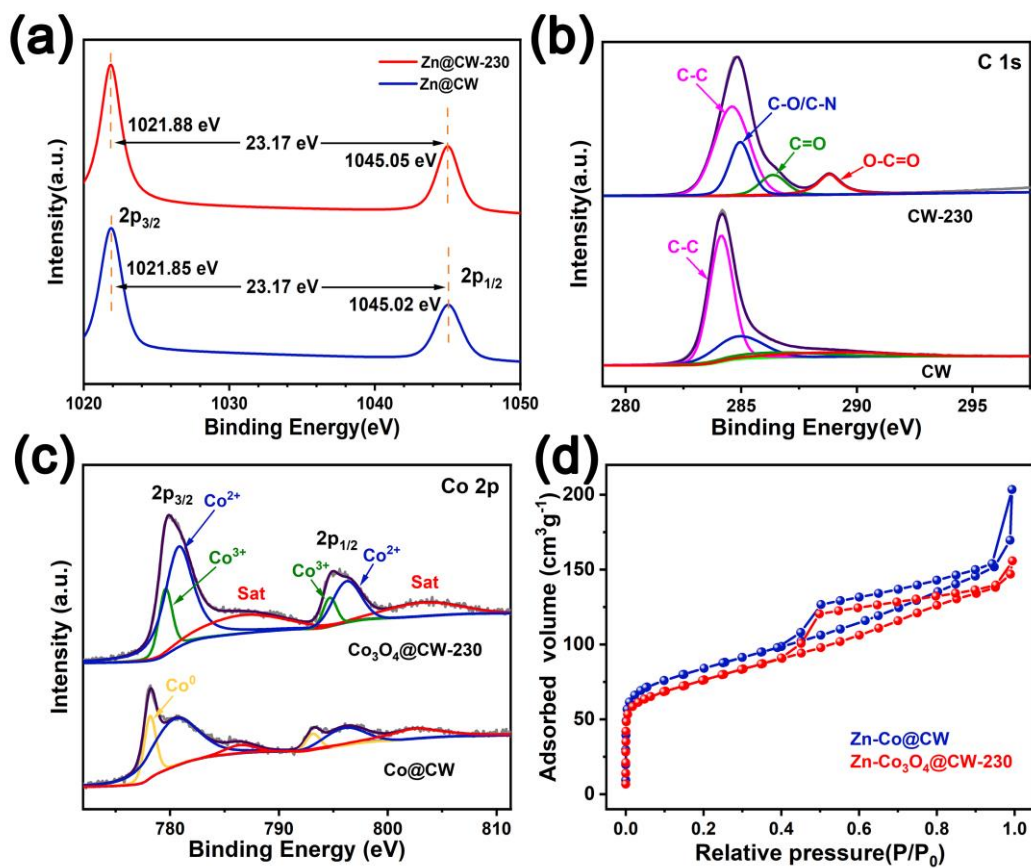 (a)
Zn@CW-230
Zn@CW
1021.88 eV
23.17 eV
1045.05 eV
2p3/2
1021.85 eV
23.17 eV
1045.02 eV
2p1/2
Intensity(a.u.)
1020
1030
1040
1050
Binding Energy(eV)
(b)
C 1s
C-C
C-O/C-N
C=O
O-C=O
CW-230
C-C
CW
Intensity(a.u.)
280
285
290
295
Binding Energy(eV)
(c)
Co 2p
2p3/2
Co2+
Co3+
Sat
2p1/2
Co3+
Co2+
Sat
Co3O4@CW-230
Co0
Co@CW
Intensity (a.u.)
780
790
800
810
Binding Energy (eV)
(d)
200
150
100
50
0
Adsorbed volume (cm3g-1)
Zn-Co@CW
Zn-Co3O4@CW-230
0.0
0.2
0.4
0.6
0.8
1.0
Relative pressure(P/P0)